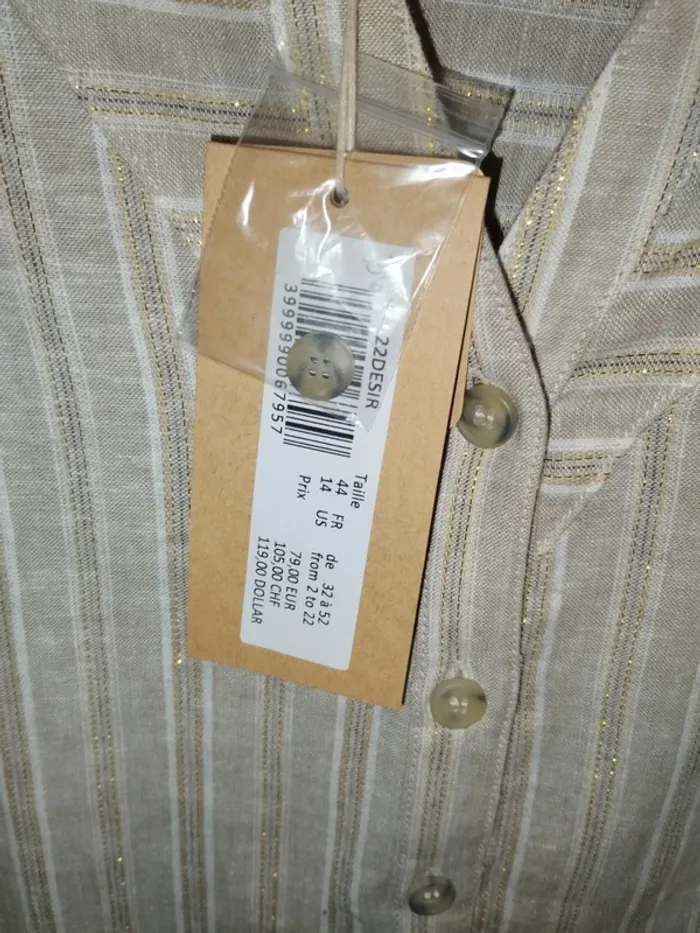 22DESIR
Taille
44 FR de 32 à 52
14 US from 2 to 22
Prix 79,00 EUR
105,00 CHF
119,00 DOLLAR